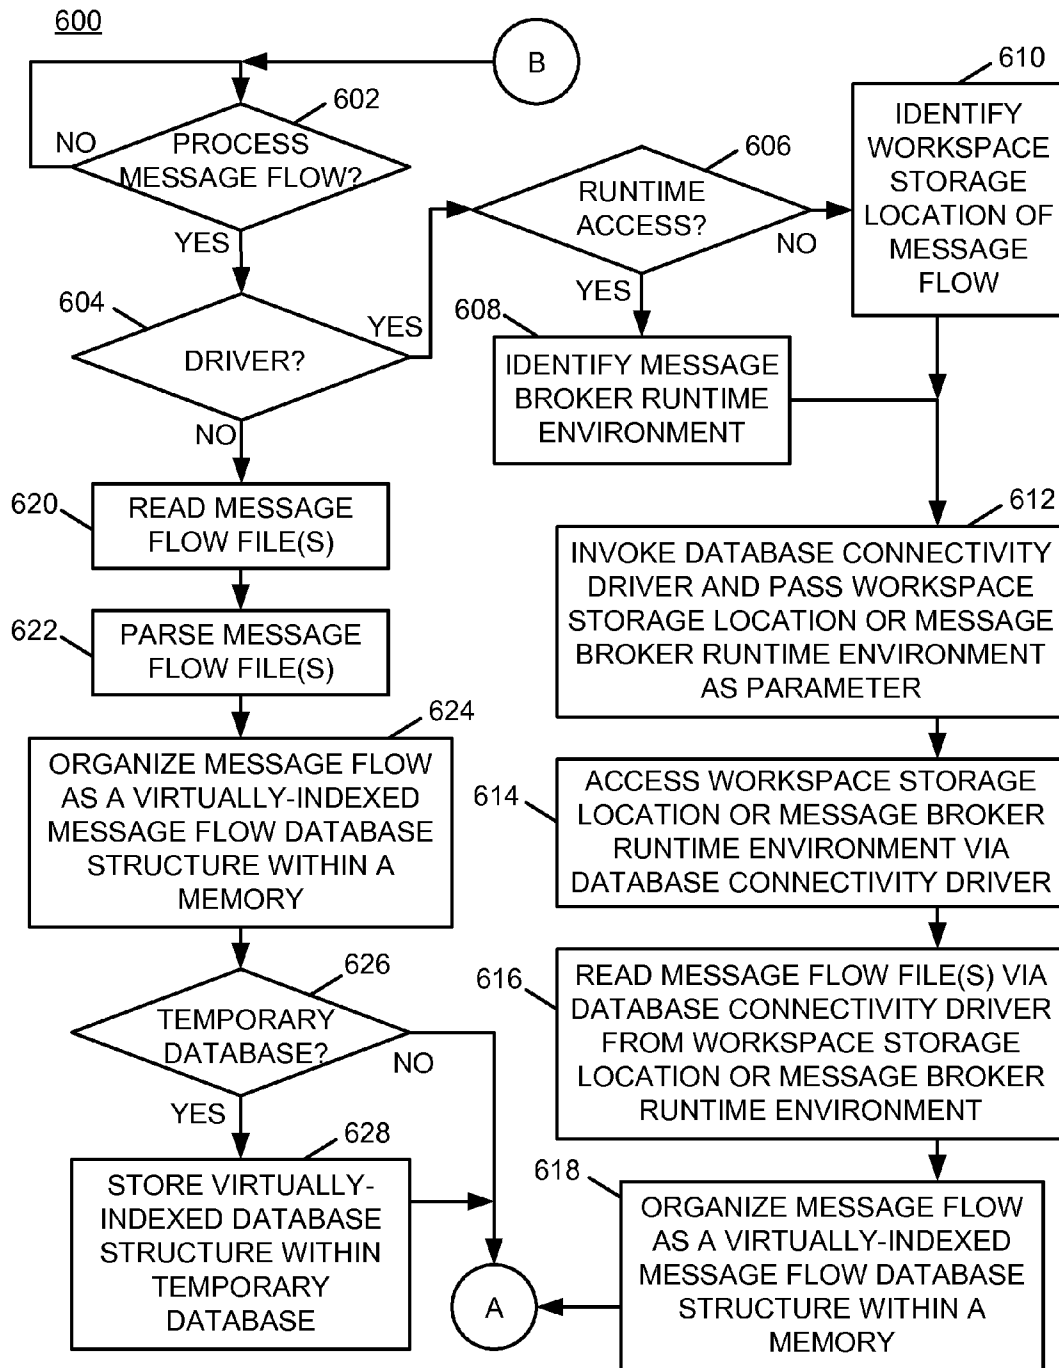 600
B
602
NO
PROCESS
MESSAGE FLOW?
YES
604
DRIVER?
YES
NO
606
RUNTIME
ACCESS?
NO
YES
610
IDENTIFY
WORKSPACE
STORAGE
LOCATION OF
MESSAGE
FLOW
608
IDENTIFY MESSAGE
BROKER RUNTIME
ENVIRONMENT
620
READ MESSAGE
FLOW FILE(S)
622
PARSE MESSAGE
FLOW FILE(S)
624
ORGANIZE MESSAGE FLOW
AS A VIRTUALLY-INDEXED
MESSAGE FLOW DATABASE
STRUCTURE WITHIN A
MEMORY
626
TEMPORARY
DATABASE?
NO
YES
628
STORE VIRTUALLY-
INDEXED DATABASE
STRUCTURE WITHIN
TEMPORARY
DATABASE
612
INVOKE DATABASE CONNECTIVITY
DRIVER AND PASS WORKSPACE
STORAGE LOCATION OR MESSAGE
BROKER RUNTIME ENVIRONMENT
AS PARAMETER
614
ACCESS WORKSPACE STORAGE
LOCATION OR MESSAGE BROKER
RUNTIME ENVIRONMENT VIA
DATABASE CONNECTIVITY DRIVER
616
READ MESSAGE FLOW FILE(S) VIA
DATABASE CONNECTIVITY DRIVER
FROM WORKSPACE STORAGE
LOCATION OR MESSAGE BROKER
RUNTIME ENVIRONMENT
618
ORGANIZE MESSAGE FLOW
AS A VIRTUALLY-INDEXED
MESSAGE FLOW DATABASE
STRUCTURE WITHIN A
MEMORY
A